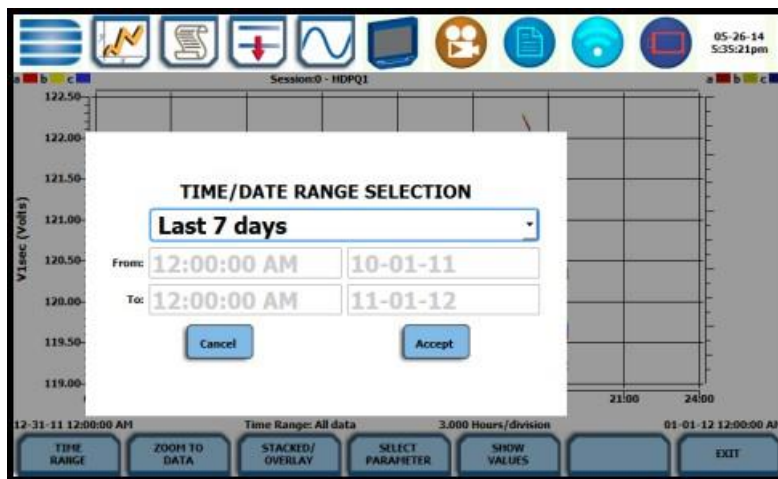 05-26-14
5:35:21pm
a b c
Session:0 - HDPQ1
a b c
122.50
122.00
121.50
121.00
120.50
120.00
119.50
119.00
V1sec (Volts)
TIME/DATE RANGE SELECTION
Last 7 days
From: 12:00:00 AM 10-01-11
To: 12:00:00 AM 11-01-12
Cancel Accept
21:00 24:00
12-31-11 12:00:00 AM Time Range: All data 3.000 Hours/division 01-01-12 12:00:00 AM
TIME RANGE
ZOOM TO DATA
STACKED/ OVERLAY
SELECT PARAMETER
SHOW VALUES
EXIT